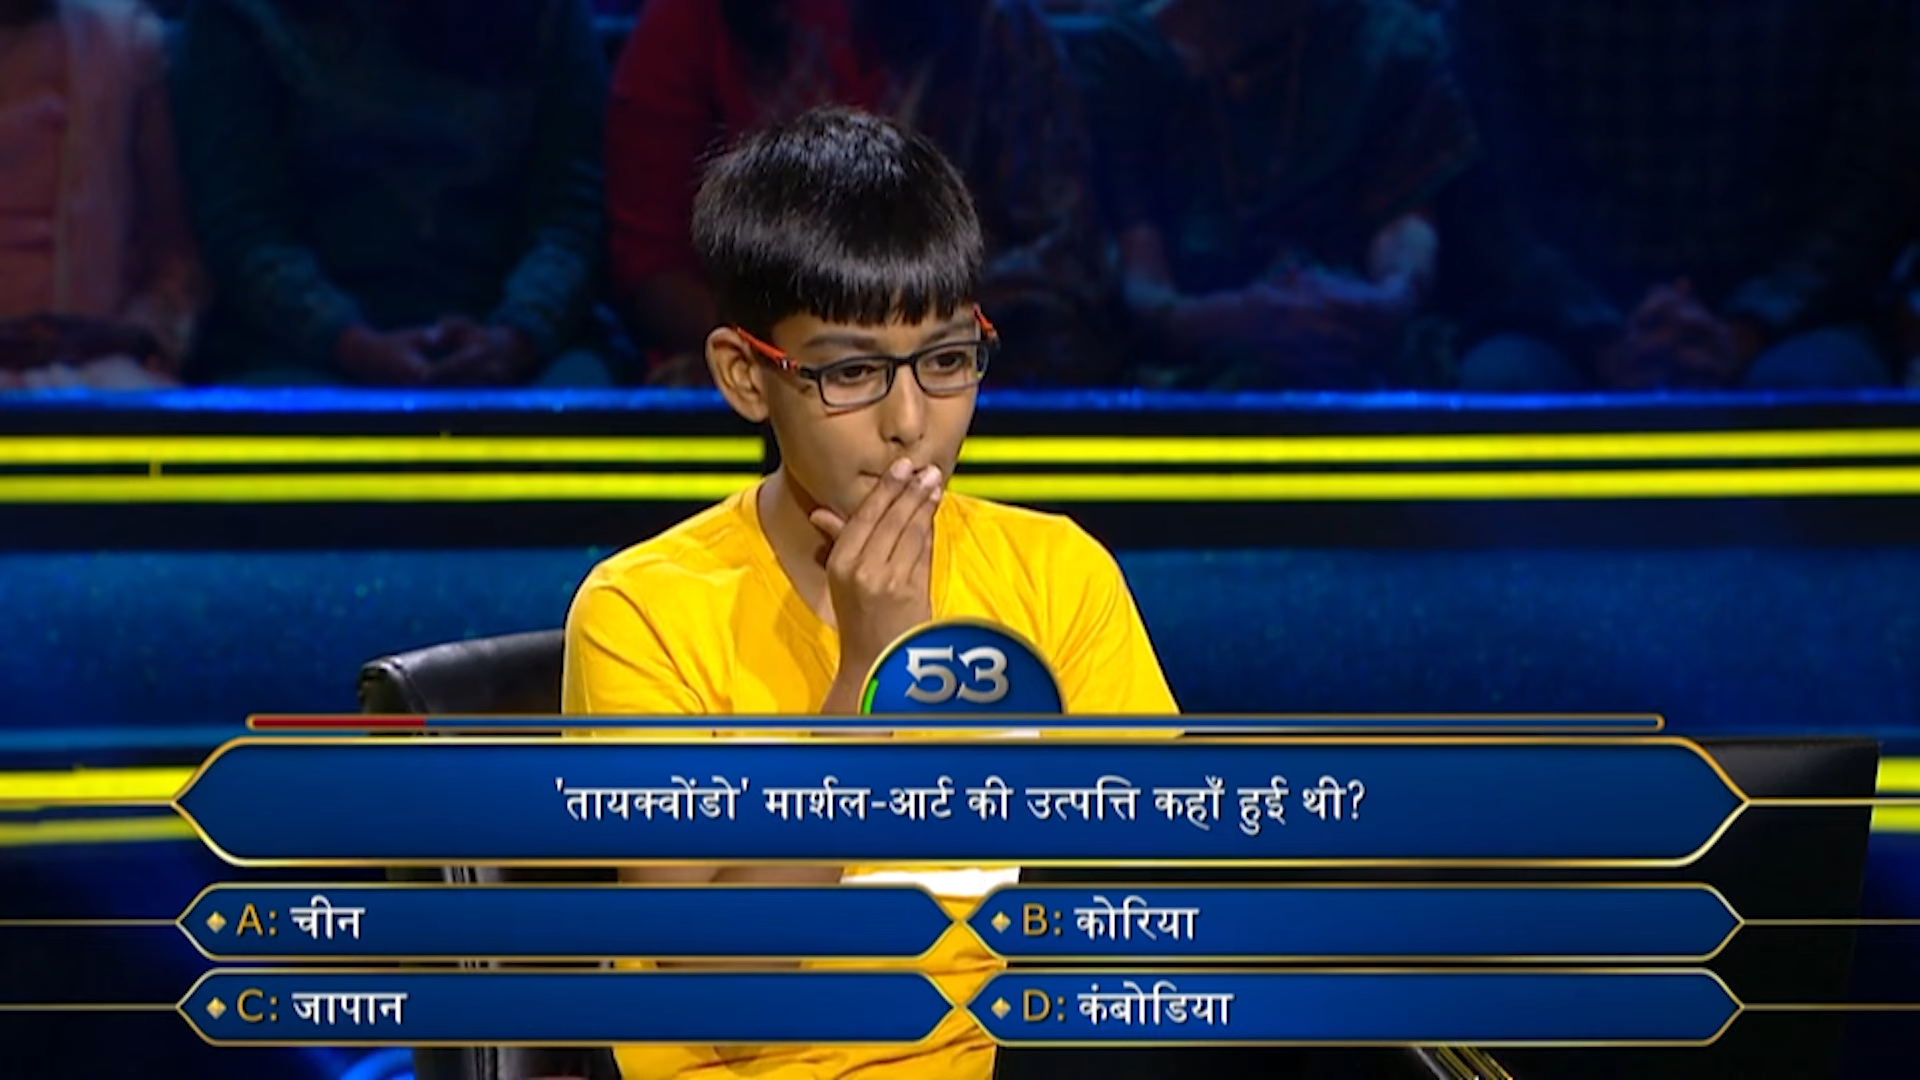 53
'तायक्वोंडो' मार्शल-आर्ट की उत्पत्ति कहाँ हुई थी?
A: चीन
B: कोरिया
C: जापान
D: कंबोडिया